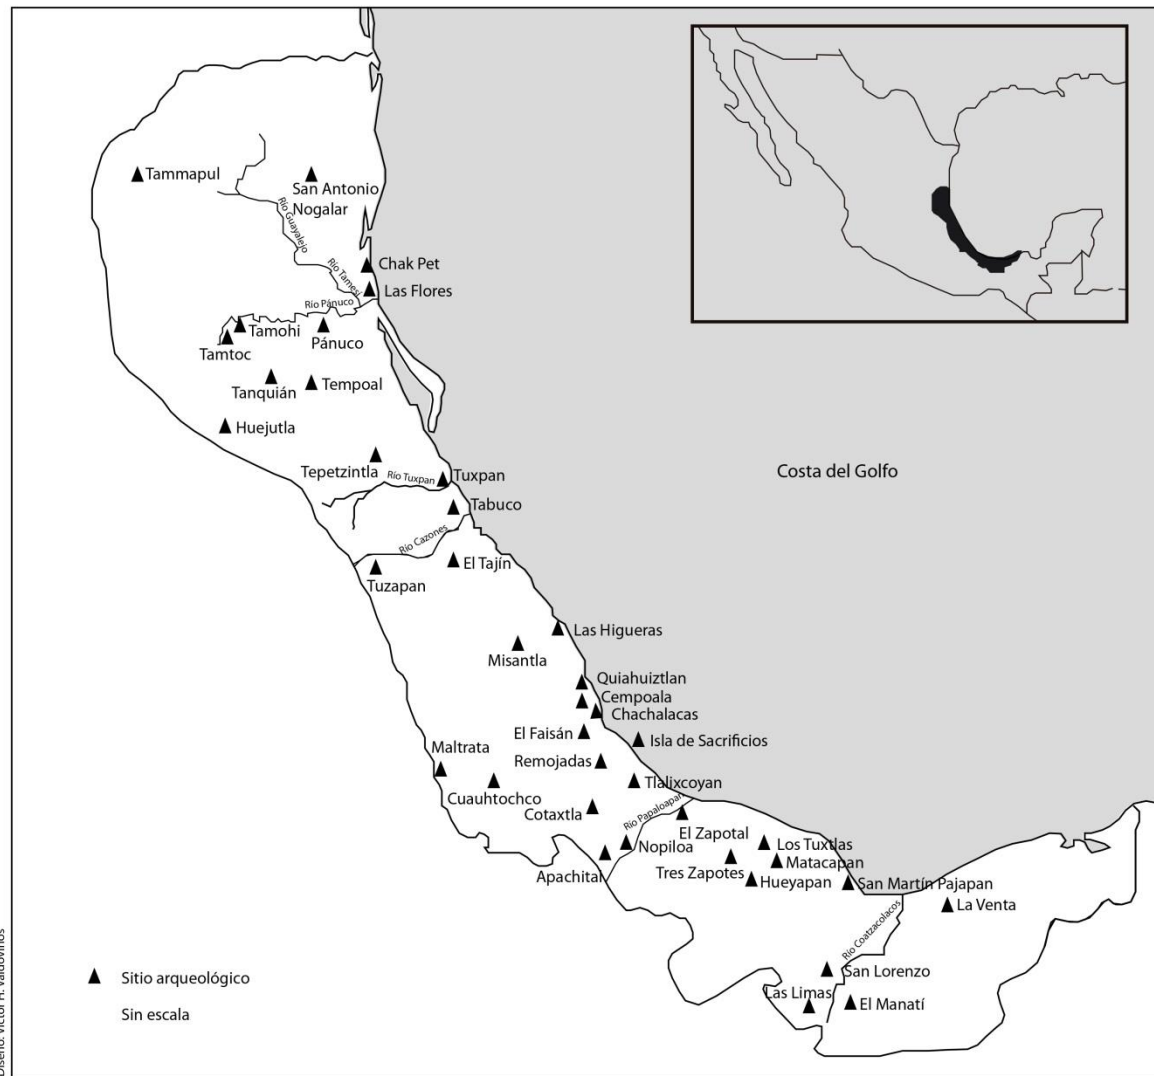 Tammapul
San Antonio
Nogalar
Río Guayalejo
Chak Pet
Río Tamesí
Las Flores
Río Pánuco
Tamohi
Pánuco
Tamtoc
Tanquián
Tempoal
Huejutla
Tepetzintla
Río Tuxpan
Tuxpan
Costa del Golfo
Tabuco
Río Cazones
El Tajín
Tuzapan
Las Higueras
Misantla
Quiahuiztlan
Cempoala
Chachalacas
El Faisán
Isla de Sacrificios
Maltrata
Remojadas
Tlalixcoyan
Cuauhtochco
Cotaxtla
Río Papaloapan
El Zapotal
Nopiloa
Los Tuxtlas
Matacapan
Apachital
Tres Zapotes
Hueyapan
San Martín Pajapan
La Venta
Río Coatzacolacos
San Lorenzo
Las Limas
El Manatí
Sitio arqueológico
Sin escala
Diseño: Víctor H. Valdovinos